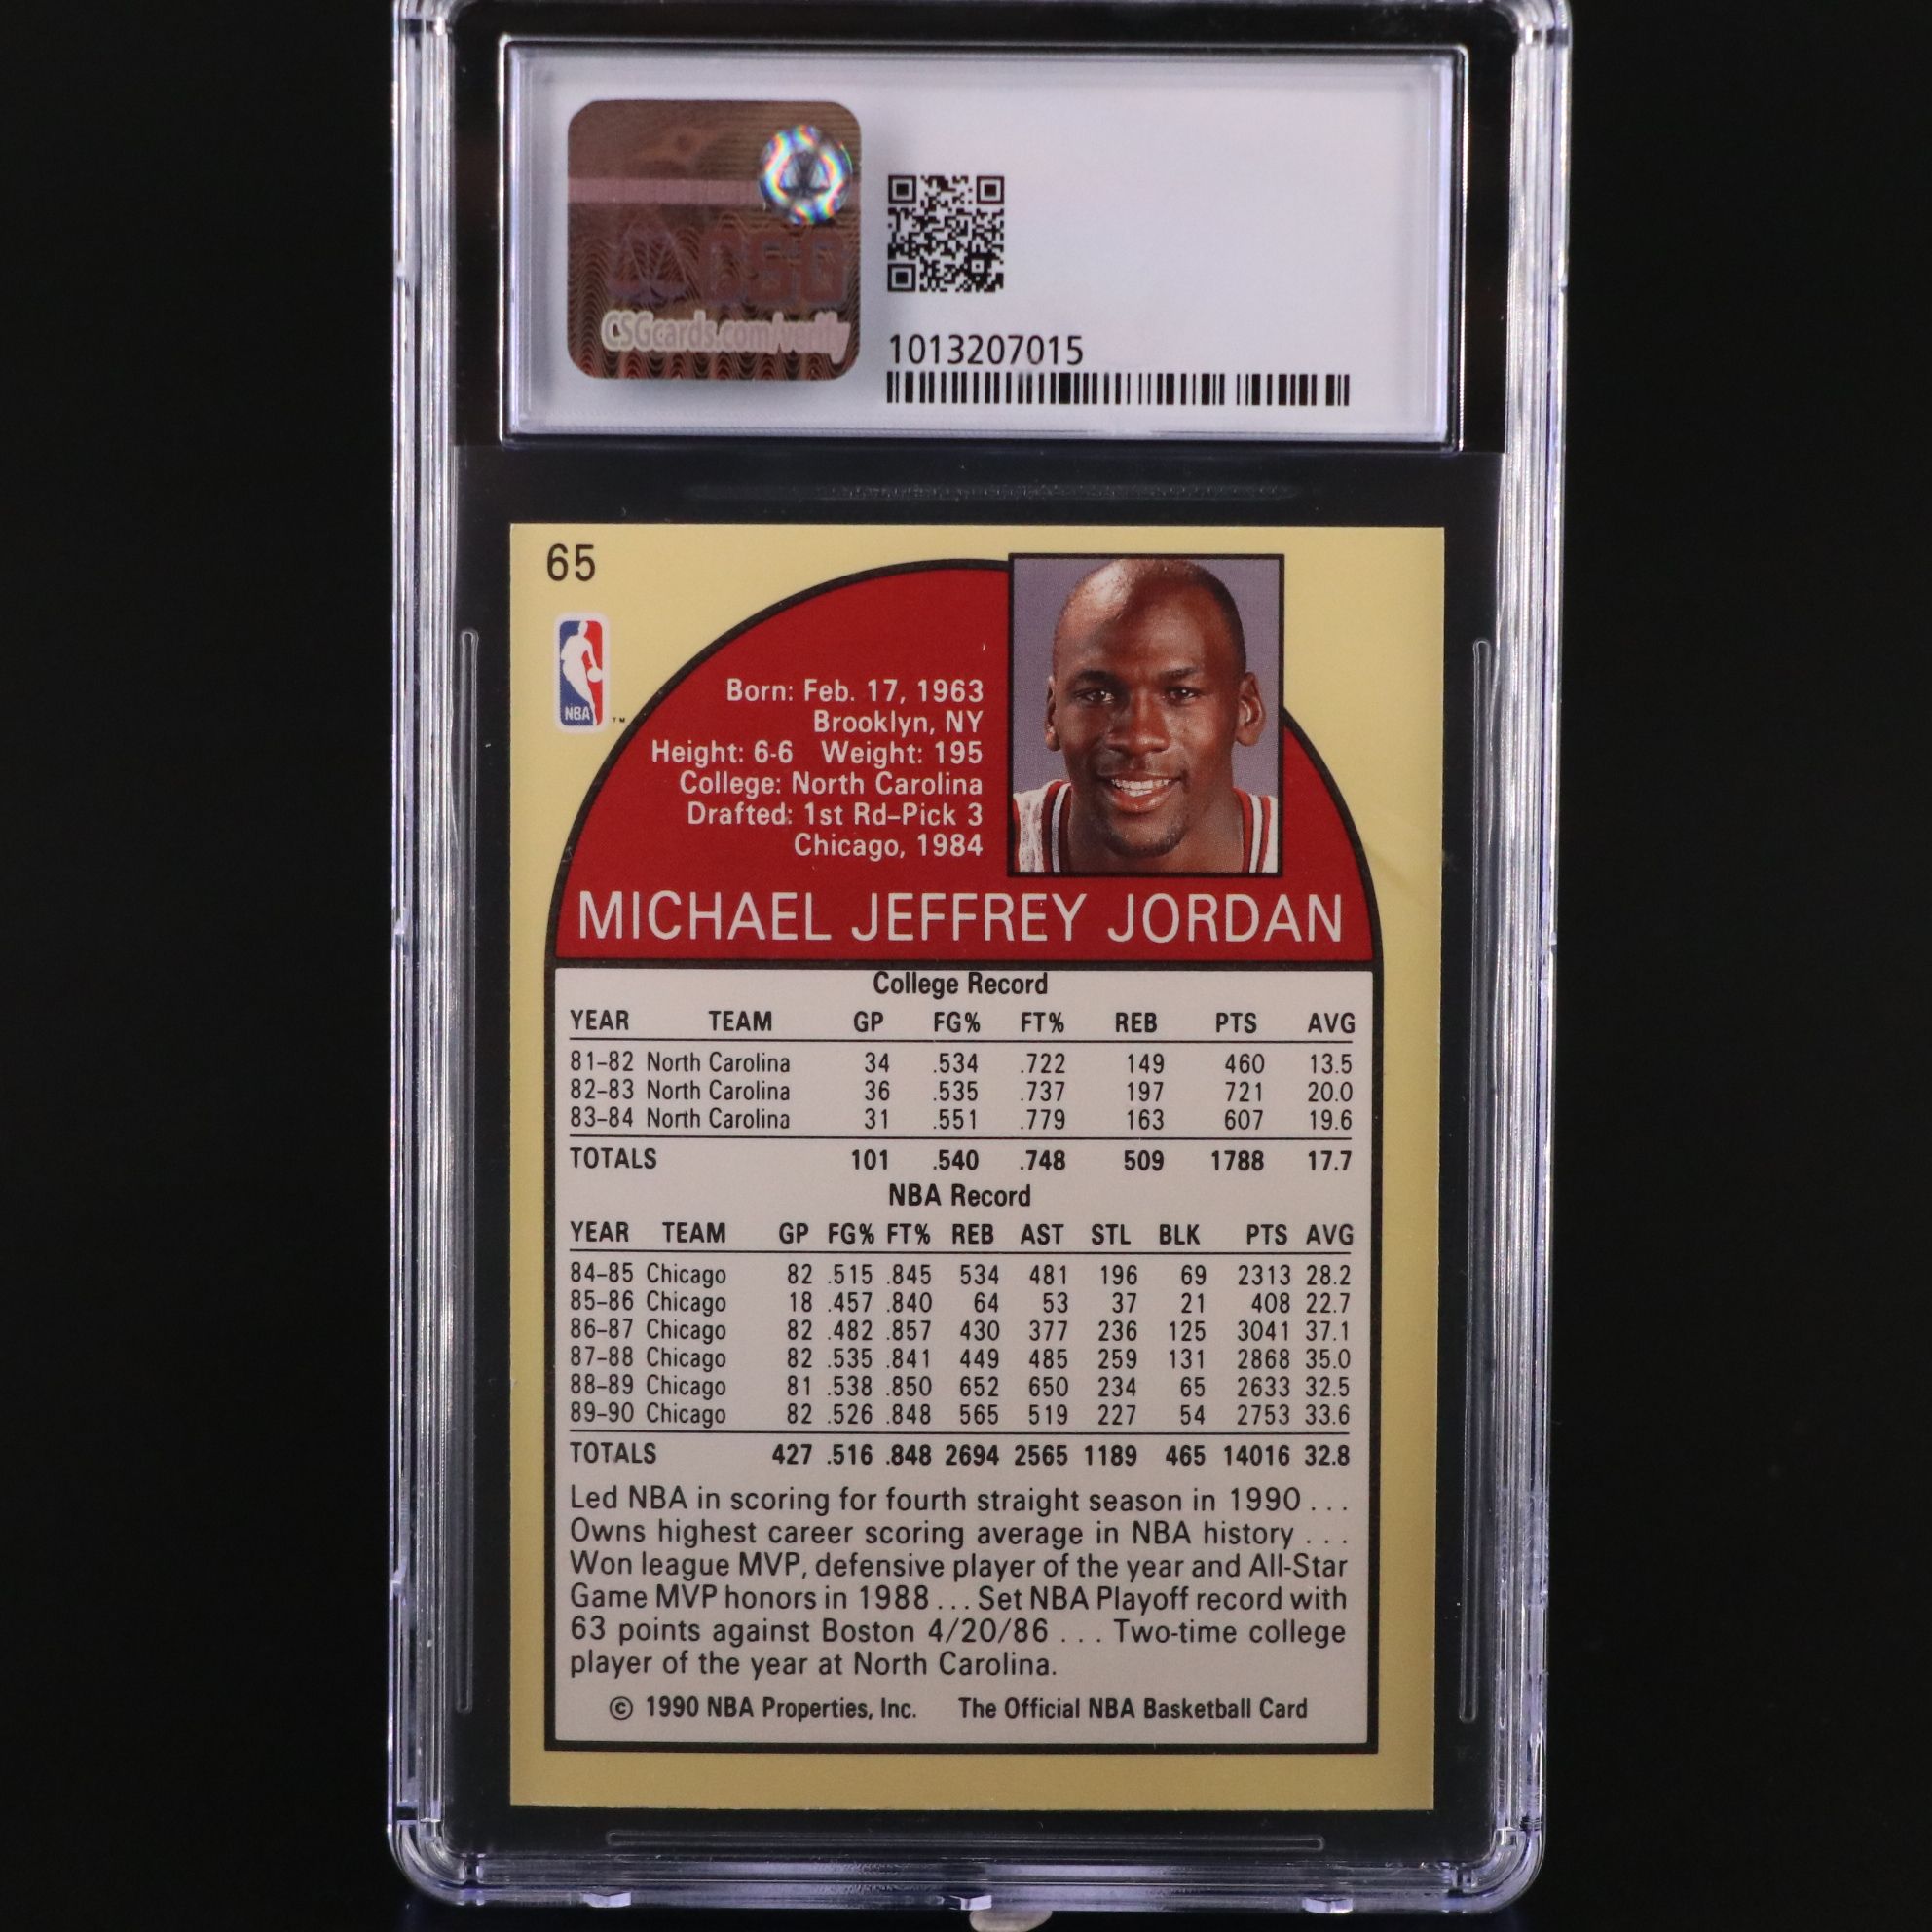 CSG
CSGcards.com/verify
1013207015
65
NBA
™
Born: Feb. 17, 1963
Brooklyn, NY
Height: 6-6 Weight: 195
College: North Carolina
Drafted: 1st Rd–Pick 3
Chicago, 1984
MICHAEL JEFFREY JORDAN
College Record
YEAR TEAM GP FG% FT% REB PTS AVG
81–82 North Carolina 34 .534 .722 149 460 13.5
82–83 North Carolina 36 .535 .737 197 721 20.0
83–84 North Carolina 31 .551 .779 163 607 19.6
TOTALS 101 .540 .748 509 1788 17.7
NBA Record
YEAR TEAM GP FG% FT% REB AST STL BLK PTS AVG
84–85 Chicago 82 .515 .845 534 481 196 69 2313 28.2
85–86 Chicago 18 .457 .840 64 53 37 21 408 22.7
86–87 Chicago 82 .482 .857 430 377 236 125 3041 37.1
87–88 Chicago 82 .535 .841 449 485 259 131 2868 35.0
88–89 Chicago 81 .538 .850 652 650 234 65 2633 32.5
89–90 Chicago 82 .526 .848 565 519 227 54 2753 33.6
TOTALS 427 .516 .848 2694 2565 1189 465 14016 32.8
Led NBA in scoring for fourth straight season in 1990 . . .
Owns highest career scoring average in NBA history . . .
Won league MVP, defensive player of the year and All-Star
Game MVP honors in 1988 . . . Set NBA Playoff record with
63 points against Boston 4/20/86 . . . Two-time college
player of the year at North Carolina.
© 1990 NBA Properties, Inc. The Official NBA Basketball Card